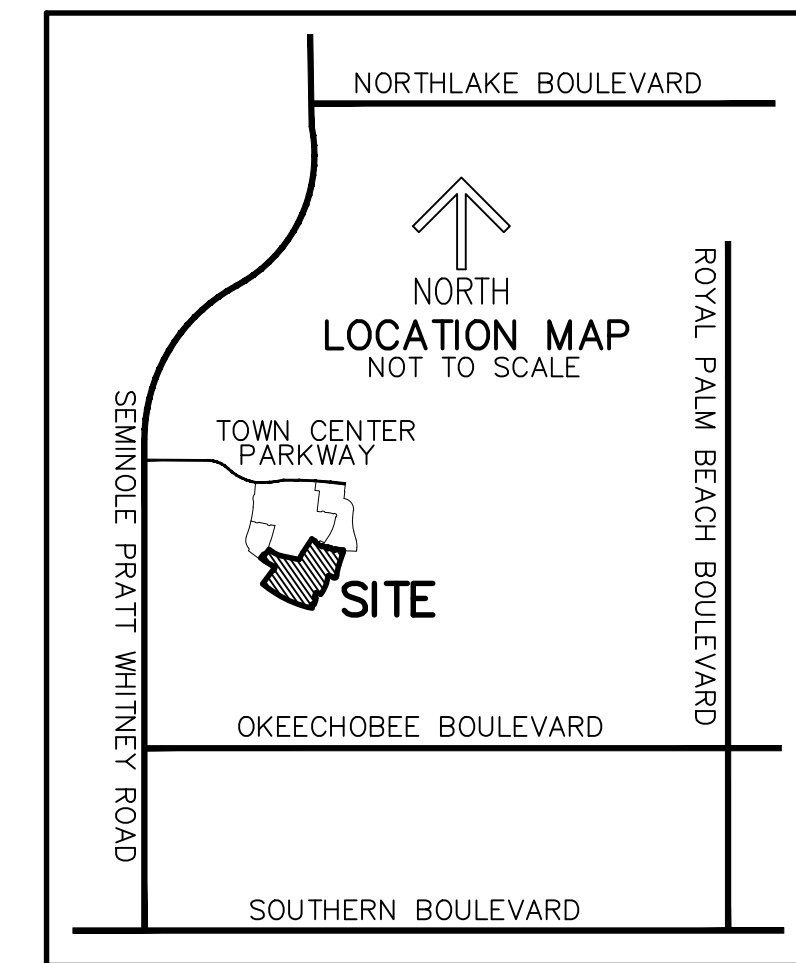 NORTHLAKE BOULEVARD
NORTH
LOCATION MAP
NOT TO SCALE
ROYAL PALM BEACH BOULEVARD
SEMINOLE PRATT WHITNEY ROAD
TOWN CENTER
PARKWAY
SITE
OKEECHOBEE BOULEVARD
SOUTHERN BOULEVARD